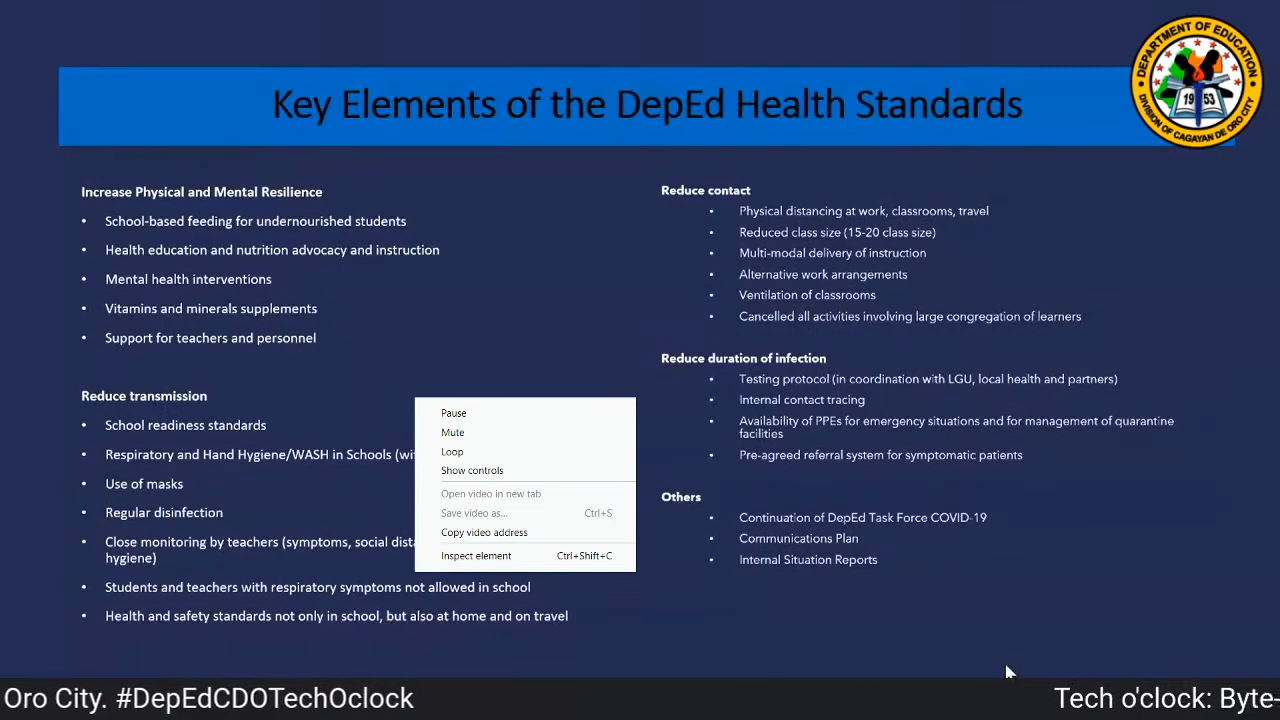 Key Elements of the DepEd Health Standards
DEPARTMENT OF EDUCATION
1953
DIVISION OF CAGAYAN DE ORO CITY
Increase Physical and Mental Resilience
• School-based feeding for undernourished students
• Health education and nutrition advocacy and instruction
• Mental health interventions
• Vitamins and minerals supplements
• Support for teachers and personnel
Reduce transmission
• School readiness standards
• Respiratory and Hand Hygiene/WASH in Schools
• Use of masks
• Regular disinfection
• Close monitoring by teachers (symptoms, social
hygiene)
• Students and teachers with respiratory symptoms not allowed in school
• Health and safety standards not only in school, but also at home and on travel
Pause
Mute
Loop
Show controls
Open video in new tab
Save video as... Ctrl+S
Copy video address
Inspect element Ctrl+Shift+C
Reduce contact
• Physical distancing at work, classrooms, travel
• Reduced class size (15-20 class size)
• Multi-modal delivery of instruction
• Alternative work arrangements
• Ventilation of classrooms
• Cancelled all activities involving large congregation of learners
Reduce duration of infection
• Testing protocol (in coordination with LGU, local health and partners)
• Internal contact tracing
• Availability of PPEs for emergency situations and for management of quarantine
facilities
• Pre-agreed referral system for symptomatic patients
Others
• Continuation of DepEd Task Force COVID-19
• Communications Plan
• Internal Situation Reports
Oro City. #DepEdCDOTechOclock Tech o'clock: Byte-